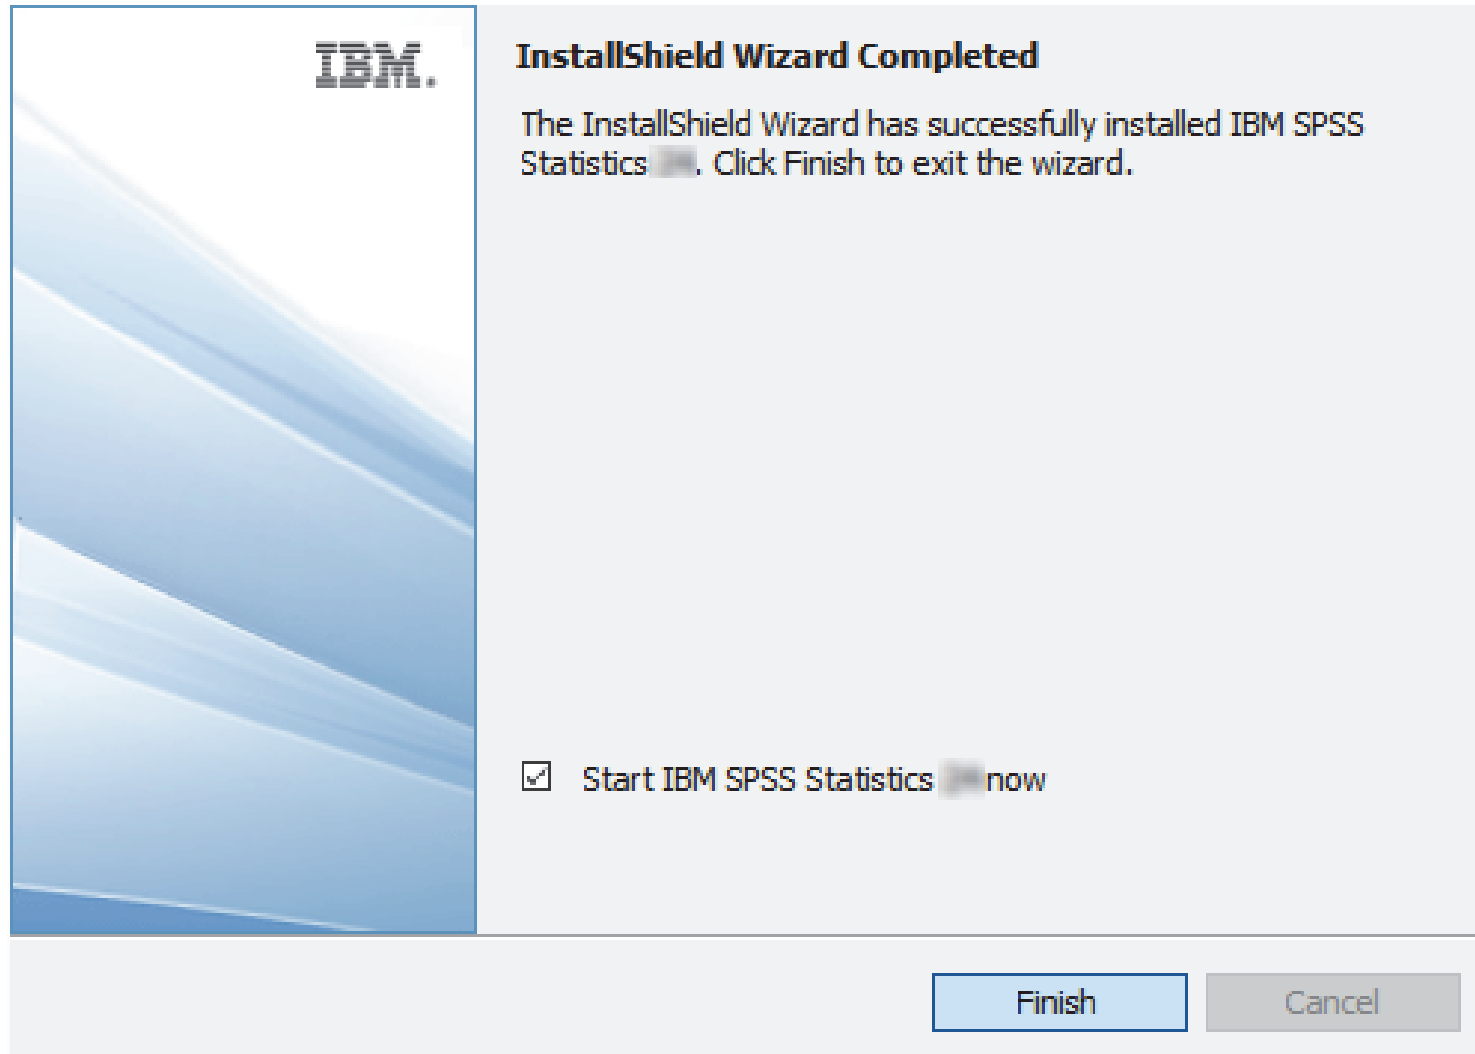 IBM.
InstallShield Wizard Completed
The InstallShield Wizard has successfully installed IBM SPSS
Statistics . Click Finish to exit the wizard.
Start IBM SPSS Statistics now
Finish
Cancel